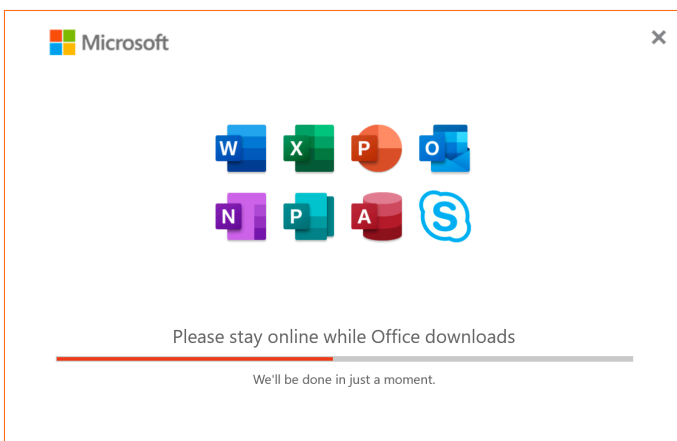 Microsoft
W X P O
N P A S
Please stay online while Office downloads
We'll be done in just a moment.